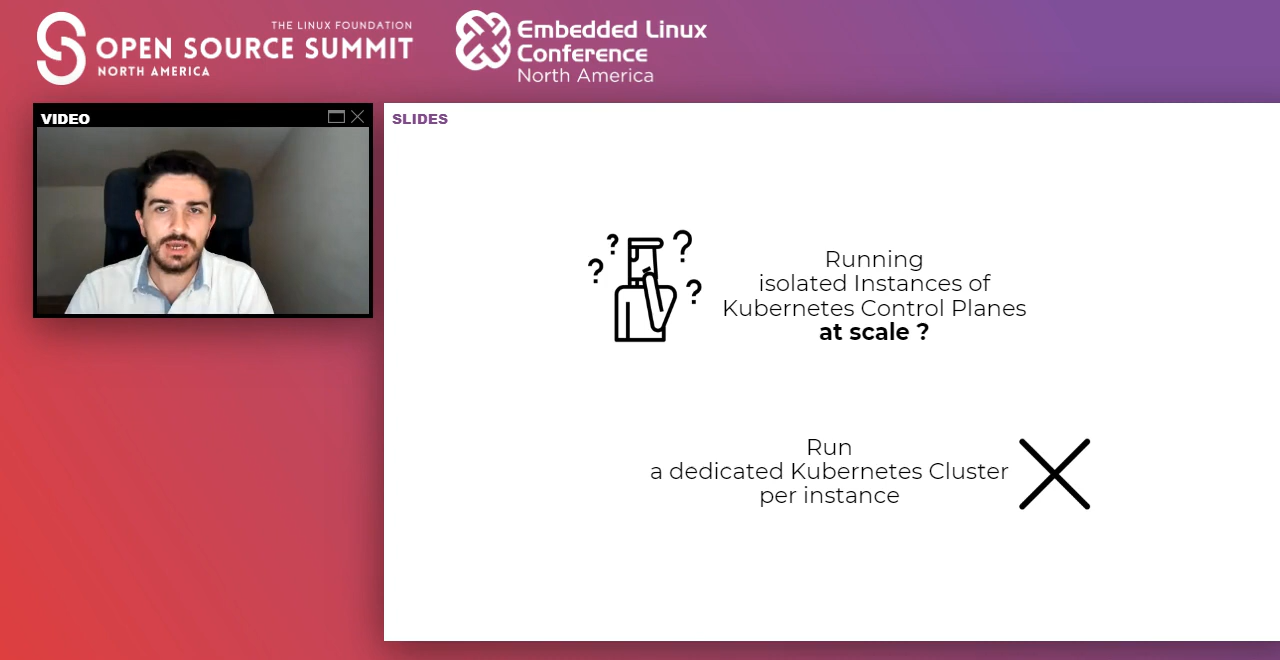 THE LINUX FOUNDATION
OPEN SOURCE SUMMIT
NORTH AMERICA
Embedded Linux
Conference
North America
VIDEO
SLIDES
? ? ? ?
Running
isolated Instances of
Kubernetes Control Planes
at scale ?
Run
a dedicated Kubernetes Cluster
per instance